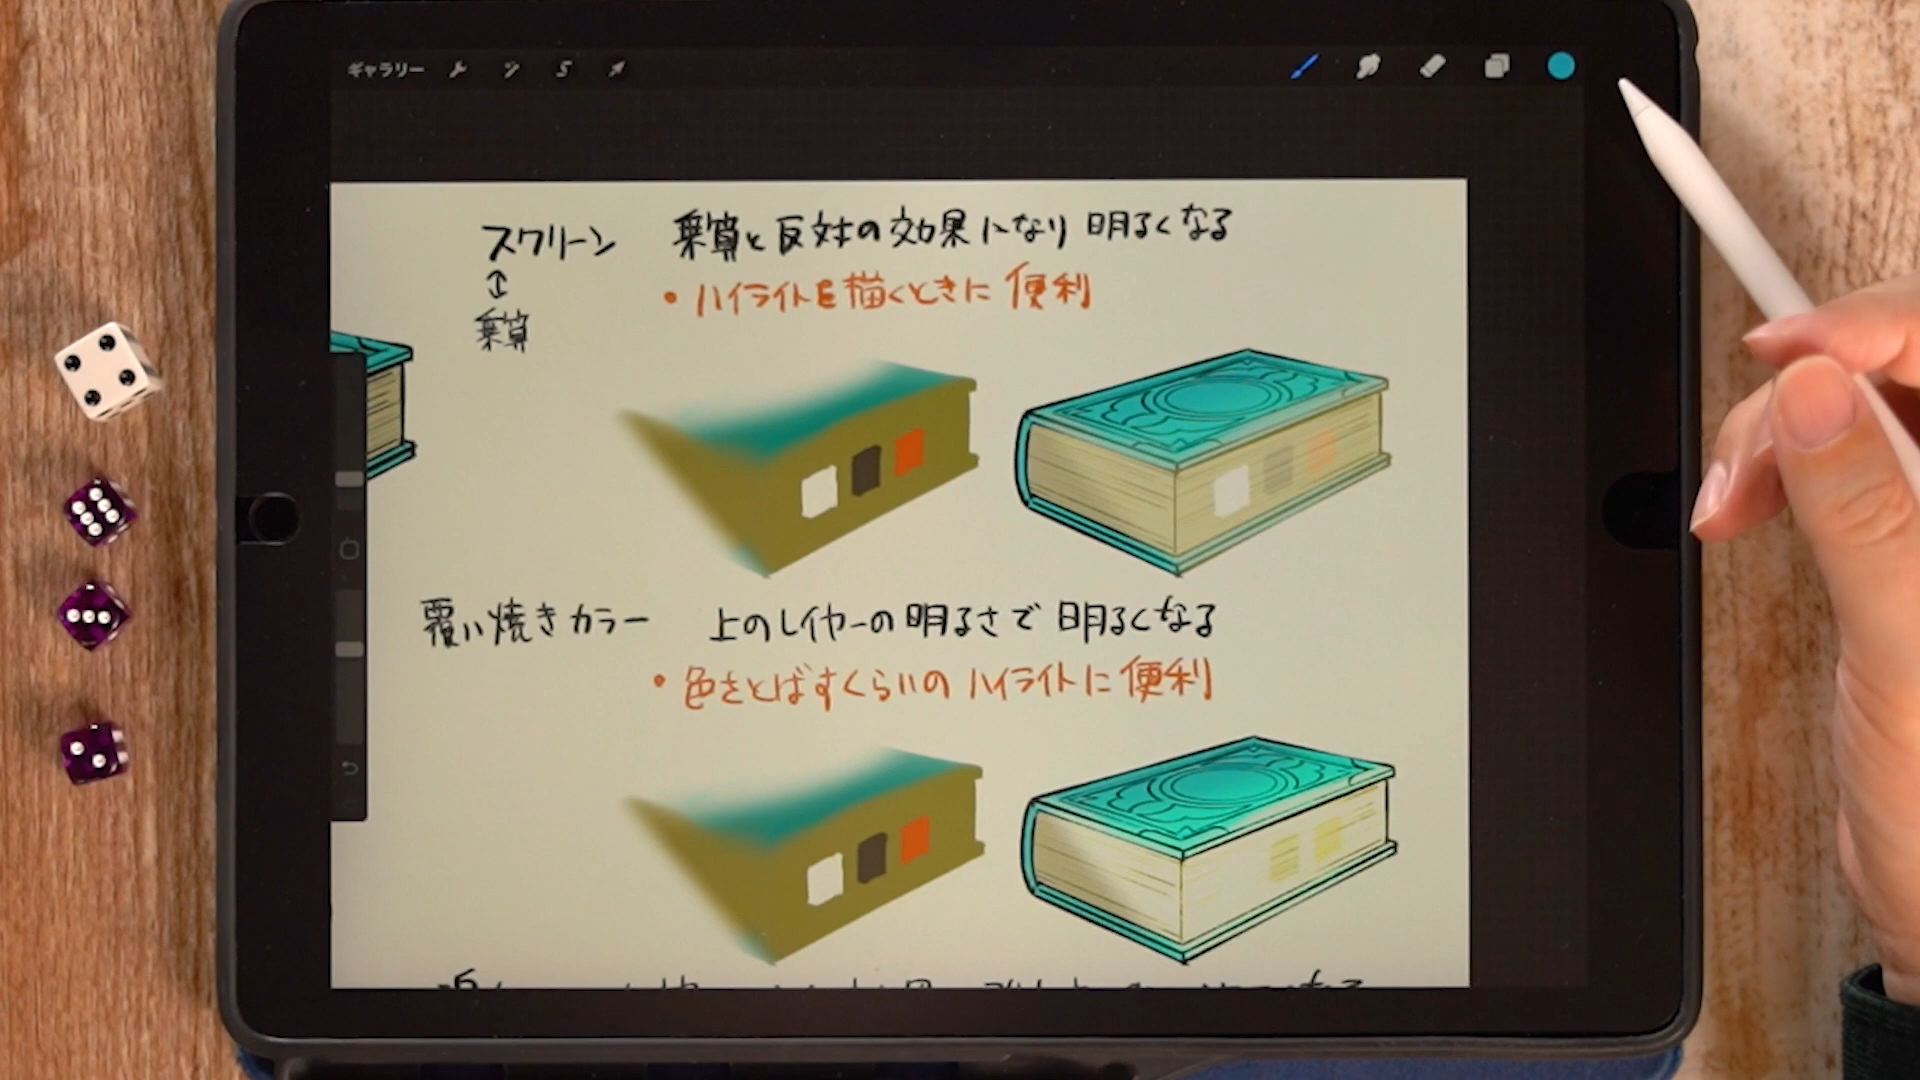 ギャラリー
スクリーン 乗算と反対の効果になり 明るくなる
↕
乗算
・ハイライトを描くときに便利
覆い焼きカラー 上のレイヤーの明るさで明るくなる
・色をとばすくらいのハイライトに便利